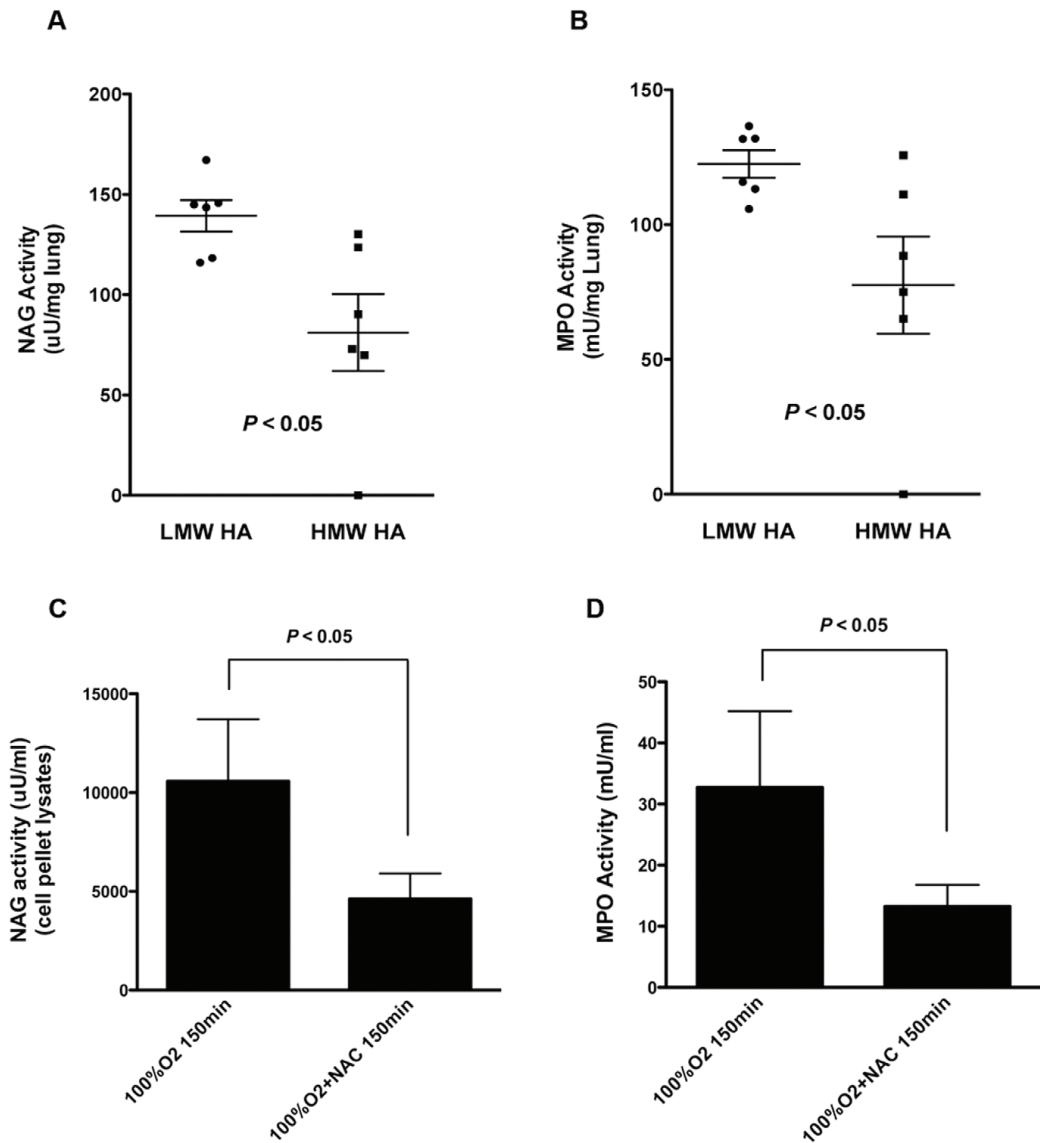 A
NAG Activity
(uU/mg lung)
200
150
100
50
0
P < 0.05
LMW HA
HMW HA
B
MPO Activity
(mU/mg Lung)
150
100
50
0
P < 0.05
LMW HA
HMW HA
C
P < 0.05
NAG activity (uU/ml)
(cell pellet lysates)
15000
10000
5000
0
100%O2 150min
100%O2+NAC 150min
D
P < 0.05
MPO Activity (mU/ml)
50
40
30
20
10
0
100%O2 150min
100%O2+NAC 150min